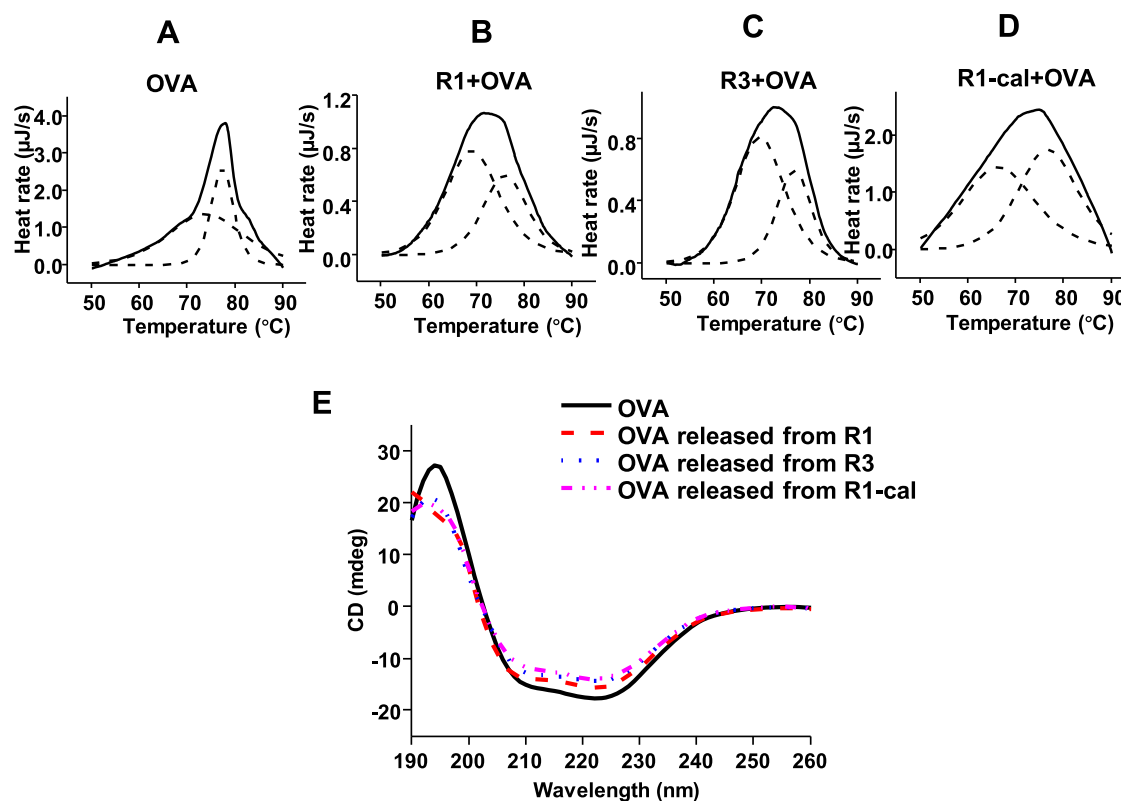 A
B
C
D
OVA
R1+OVA
R3+OVA
R1-cal+OVA
Heat rate (µJ/s)
4.0
3.0
2.0
1.0
0.0
50 60 70 80 90
Temperature (°C)
Heat rate (µJ/s)
1.2
0.8
0.4
0.0
50 60 70 80 90
Temperature (°C)
Heat rate (µJ/s)
0.8
0.4
0.0
50 60 70 80 90
Temperature (°C)
Heat rate (µJ/s)
2.0
1.0
0.0
50 60 70 80 90
Temperature (°C)
E
OVA
OVA released from R1
OVA released from R3
OVA released from R1-cal
CD (mdeg)
30
20
10
0
-10
-20
190 200 210 220 230 240 250 260
Wavelength (nm)